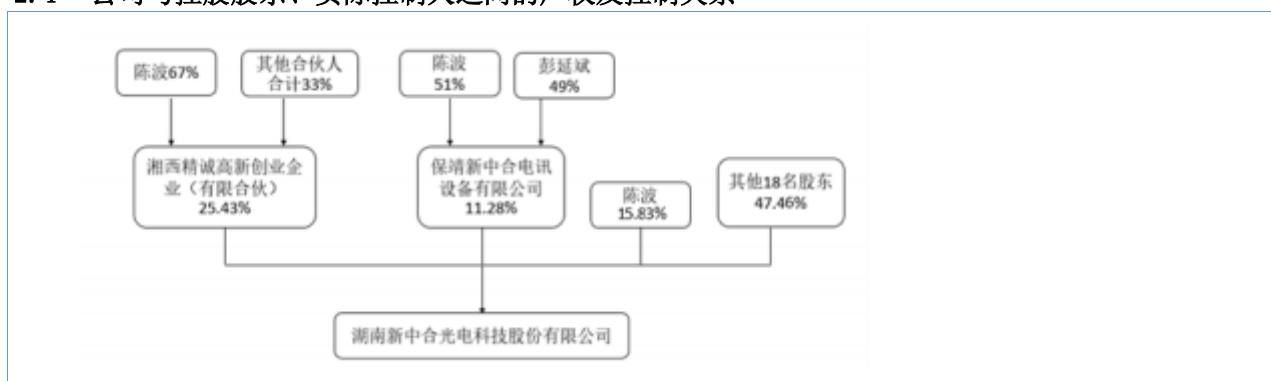 陈波67%
其他合伙人
合计33%
陈波
51%
彭延斌
49%
湘西精诚高新创业企
业（有限合伙）
25.43%
保靖新中合电讯
设备有限公司
11.28%
陈波
15.83%
其他18名股东
47.46%
湖南新中合光电科技股份有限公司